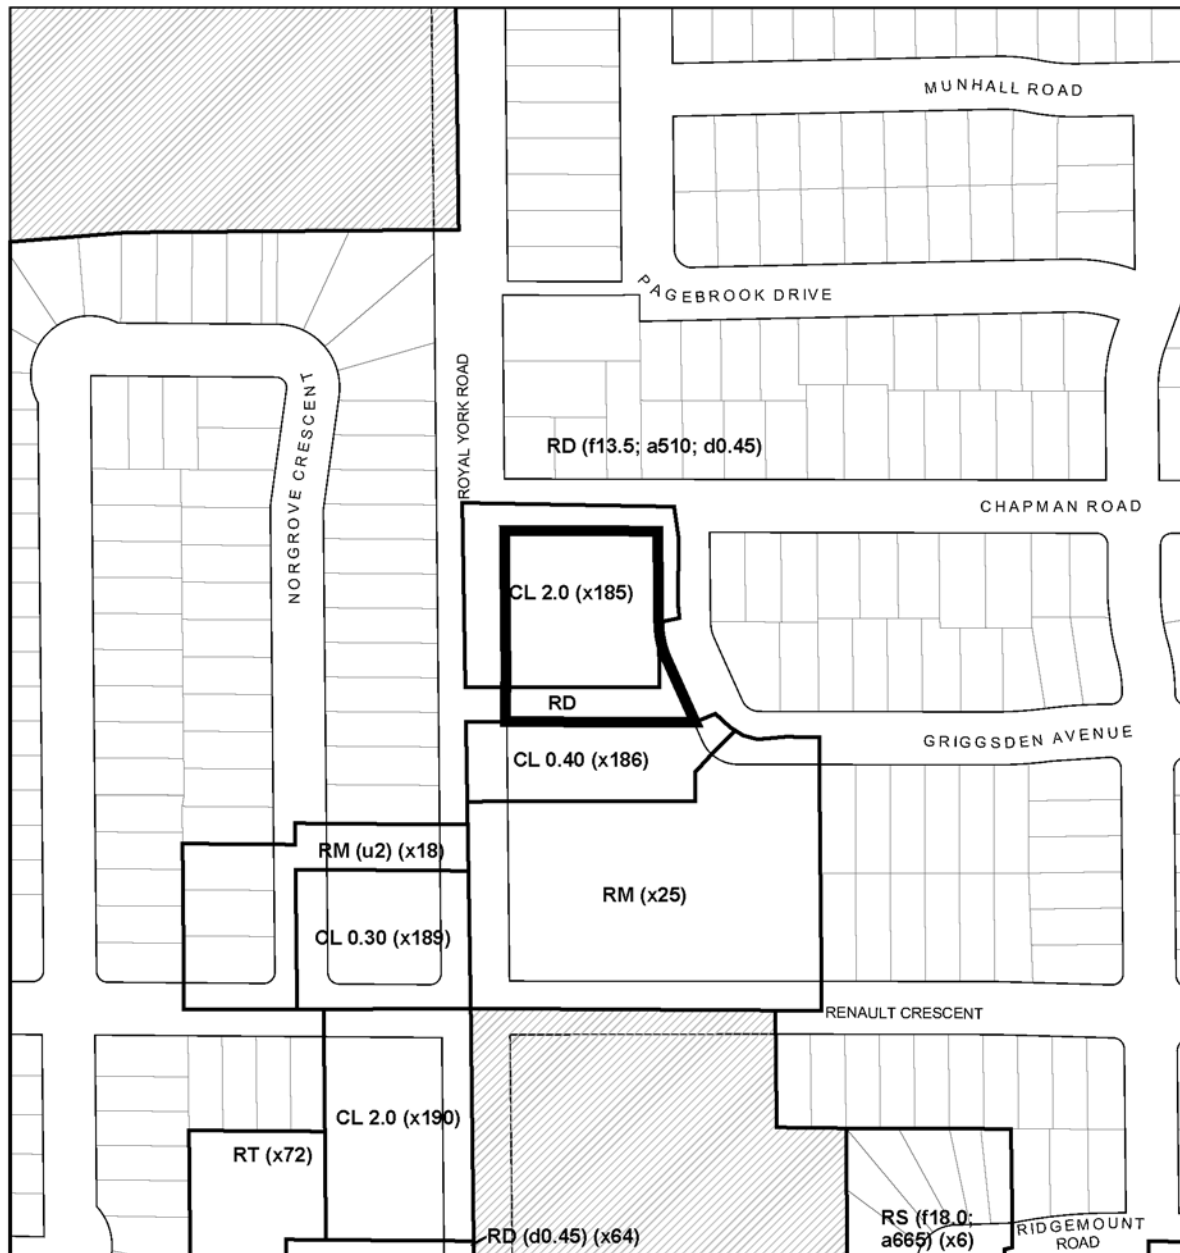 MUNHALL ROAD
PAGEBROOK DRIVE
ROYAL YORK ROAD
NORGROVE CRESCENT
RD (f13.5; a510; d0.45)
CHAPMAN ROAD
CL 2.0 (x185)
RD
GRIGGSDEN AVENUE
CL 0.40 (x186)
RM (u2) (x18)
RM (x25)
CL 0.30 (x189)
RENAULT CRESCENT
CL 2.0 (x190)
RT (x72)
RD (d0.45) (x64)
RS (f18.0;
a665) (x6)
RIDGEMOUNT
ROAD